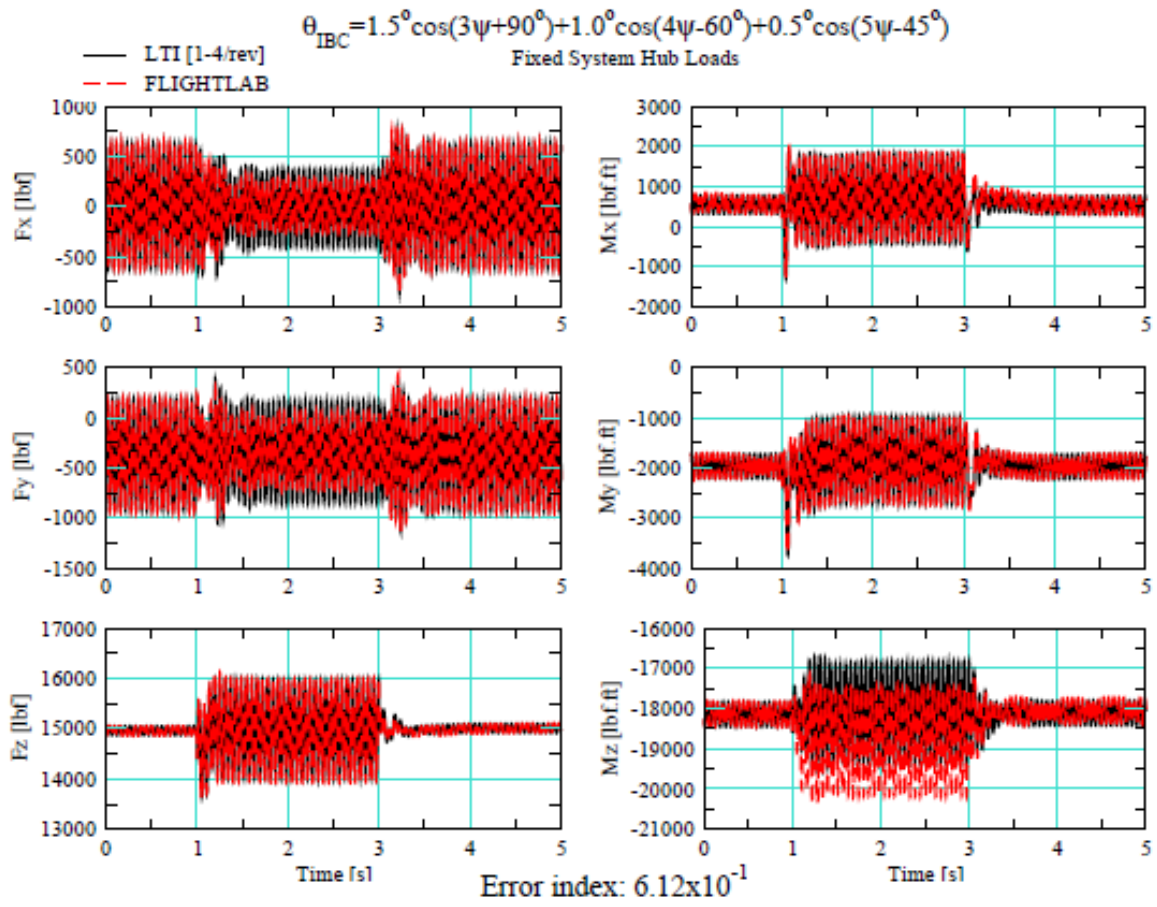 θIBC=1.5°cos(3ψ+90°)+1.0°cos(4ψ-60°)+0.5°cos(5ψ-45°)
Fixed System Hub Loads
LTI [1-4/rev]
FLIGHTLAB
1000
500
0
-500
-1000
Fx [lbf]
0 1 2 3 4 5
3000
2000
1000
0
-1000
-2000
Mx [lbf.ft]
0 1 2 3 4 5
500
0
-500
-1000
-1500
Fy [lbf]
0 1 2 3 4 5
0
-1000
-2000
-3000
-4000
My [lbf.ft]
0 1 2 3 4 5
17000
16000
15000
14000
13000
Fz [lbf]
0 1 2 3 4 5
Time [s]
-16000
-17000
-18000
-19000
-20000
-21000
Mz [lbf.ft]
0 1 2 3 4 5
Time [s]
Error index: 6.12x10-1